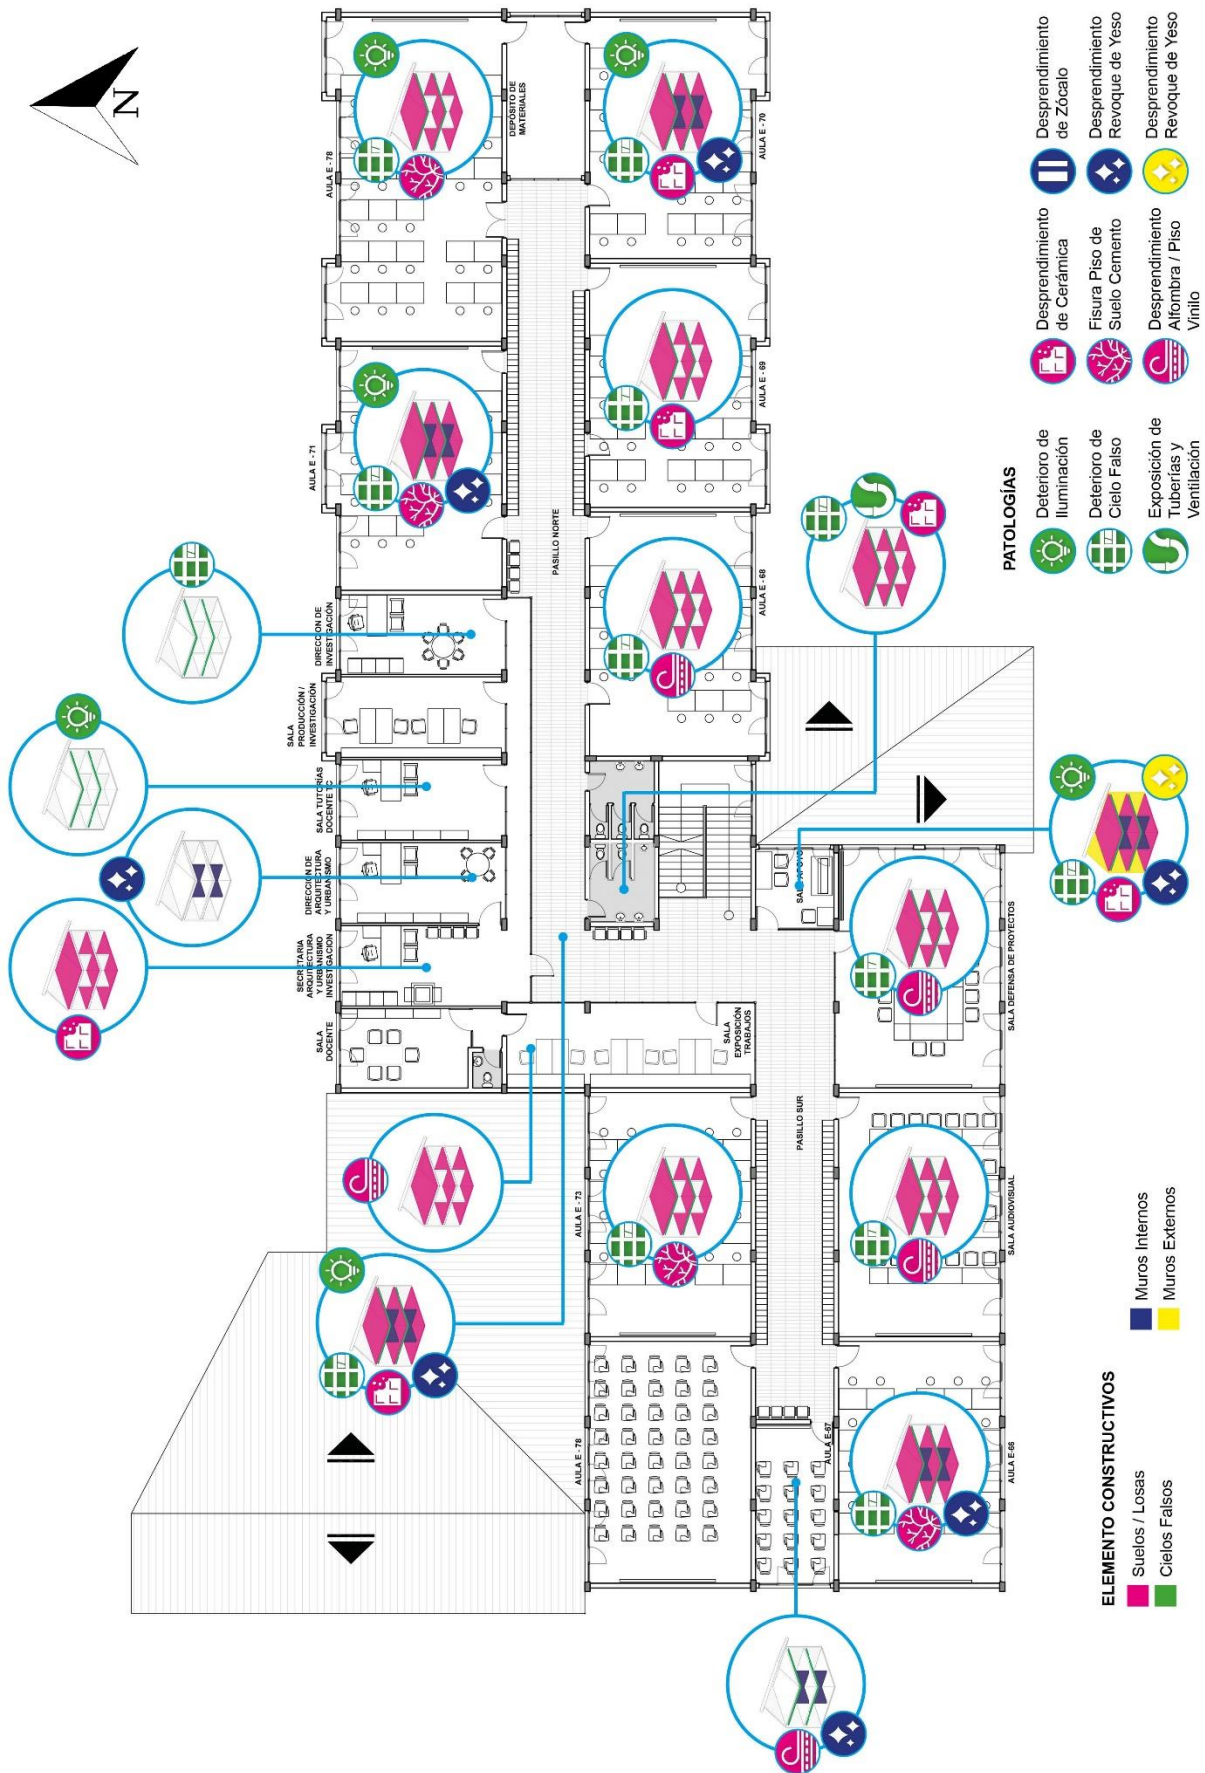 N
SALA
DOCENTE
SECRETARIA
ARQUITECTURA
Y URBANISMO
INVESTIGACION
DIRECCION DE
ARQUITECTURA
Y URBANISMO
SALA TUTORÍAS
DOCENTE TC
SALA
PRODUCCIÓN /
INVESTIGACIÓN
DIRECCION DE
INVESTIGACIÓN
AULA E - 71
AULA E - 78
DEPÓSITO DE
MATERIALES
PASILLO NORTE
AULA E - 78
AULA E - 73
SALA
EXPOSICIÓN
TRABAJOS
AULA E - 68
AULA E - 69
AULA E - 70
PASILLO SUR
AULA E-67
SALA APOYO
AULA E-66
SALA AUDIOVISUAL
SALA DEFENSA DE PROYECTOS
ELEMENTO CONSTRUCTIVOS
Suelos / Losas
Cielos Falsos
Muros Internos
Muros Externos
PATOLOGÍAS
Deterioro de
Iluminación
Deterioro de
Cielo Falso
Exposición de
Tuberías y
Ventilación
Desprendimiento
de Cerámica
Fisura Piso de
Suelo Cemento
Desprendimiento
Alfombra / Piso
Vinilo
Desprendimiento
de Zócalo
Desprendimiento
Revoque de Yeso
Desprendimiento
Revoque de Yeso